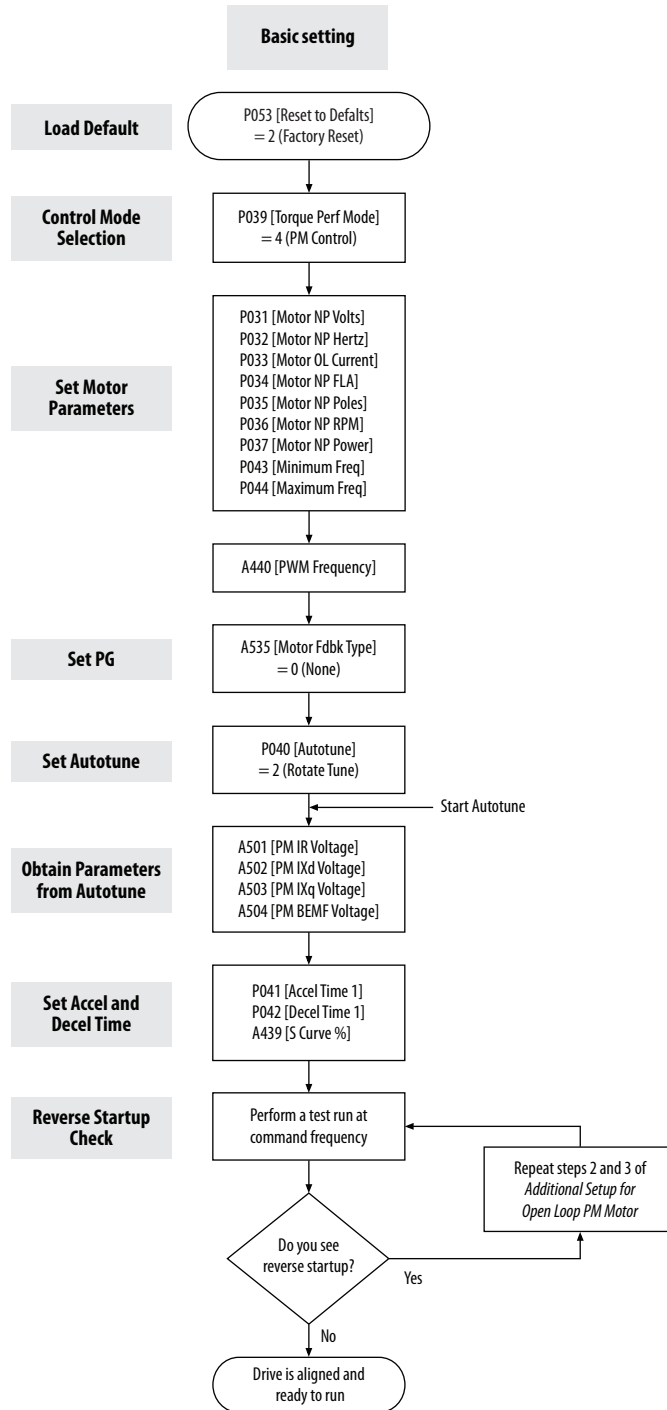 Basic setting
Load Default
P053 [Reset to Defalts]
= 2 (Factory Reset)
Control Mode
Selection
P039 [Torque Perf Mode]
= 4 (PM Control)
Set Motor
Parameters
P031 [Motor NP Volts]
P032 [Motor NP Hertz]
P033 [Motor OL Current]
P034 [Motor NP FLA]
P035 [Motor NP Poles]
P036 [Motor NP RPM]
P037 [Motor NP Power]
P043 [Minimum Freq]
P044 [Maximum Freq]
A440 [PWM Frequency]
Set PG
A535 [Motor Fdbk Type]
= 0 (None)
Set Autotune
P040 [Autotune]
= 2 (Rotate Tune)
Start Autotune
Obtain Parameters
from Autotune
A501 [PM IR Voltage]
A502 [PM IXd Voltage]
A503 [PM IXq Voltage]
A504 [PM BEMF Voltage]
Set Accel and
Decel Time
P041 [Accel Time 1]
P042 [Decel Time 1]
A439 [S Curve %]
Reverse Startup
Check
Perform a test run at
command frequency
Repeat steps 2 and 3 of
Additional Setup for
Open Loop PM Motor
Do you see
reverse startup?
Yes
No
Drive is aligned and
ready to run